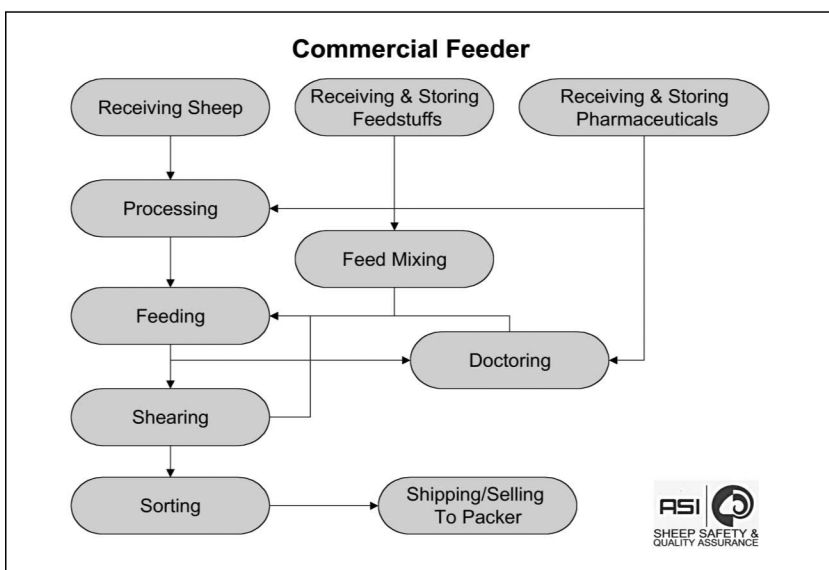 Commercial Feeder
Receiving Sheep
Receiving & Storing
Feedstuffs
Receiving & Storing
Pharmaceuticals
Processing
Feed Mixing
Feeding
Doctoring
Shearing
Sorting
Shipping/Selling
To Packer
ASI
SHEEP SAFETY &
QUALITY ASSURANCE